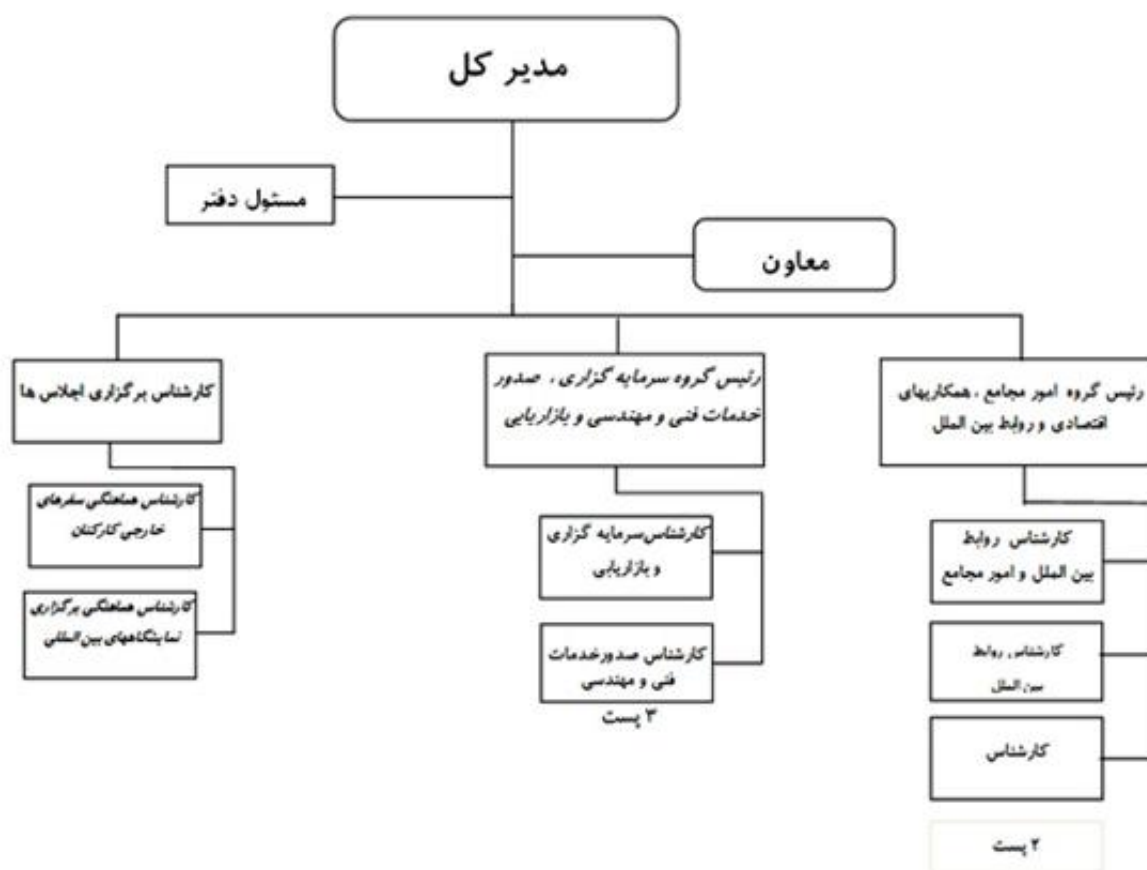 مدیر کل
مسئول دفتر
معاون
رئیس گروه امور مجامع ، همکاریهای
اقتصادی و روابط بین الملل
رئیس گروه سرمایه گزاری ، صدور
خدمات فنی و مهندسی و بازاریابی
کارشناس برگزاری اجلاس ها
کارشناس روابط
بین الملل و امور مجامع
کارشناس روابط
بین الملل
کارشناس
۲ پست
کارشناس سرمایه گزاری
و بازاریابی
کارشناس صدورخدمات
فنی و مهندسی
۳ پست
کارشناس هماهنگی سفرهای
خارجی کارکنان
کارشناس هماهنگی برگزاری
نمایشگاههای بین المللی